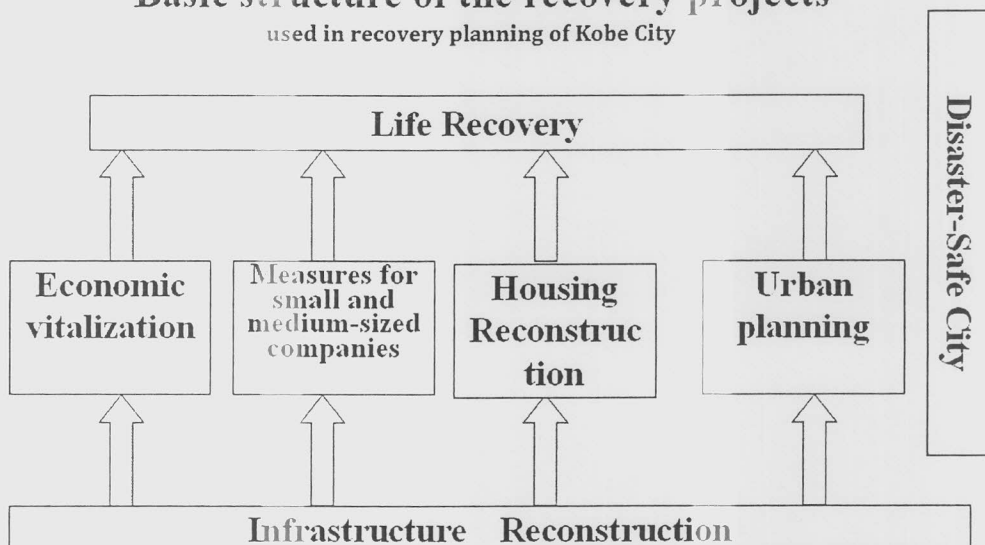 Basic structure of the recovery projects
used in recovery planning of Kobe City
Life Recovery
Economic
vitalization
Measures for
small and
medium-sized
companies
Housing
Reconstruc
tion
Urban
planning
Disaster-Safe City
Infrastructure Reconstruction